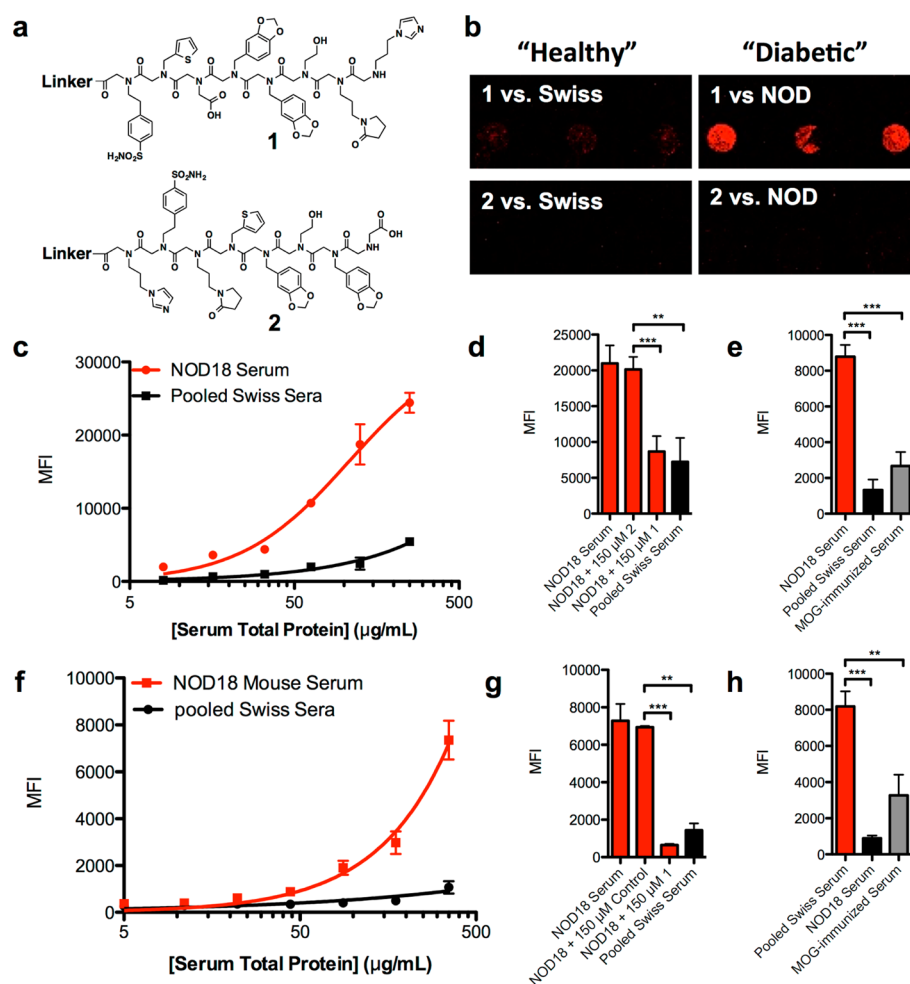 a
Linker
N
S
O
OH
HN
H₂NO₂S
1
SO₂NH₂
Linker
2
b
"Healthy"
"Diabetic"
1 vs. Swiss
1 vs NOD
2 vs. Swiss
2 vs. NOD
c
30000
20000
10000
0
MFI
NOD18 Serum
Pooled Swiss Sera
5
50
500
[Serum Total Protein] (µg/mL)
d
25000
20000
15000
10000
5000
0
MFI
**
***
NOD18 Serum
NOD18 + 150 µM 2
NOD18 + 150 µM 1
Pooled Swiss Serum
e
10000
8000
6000
4000
2000
0
MFI
***
***
NOD18 Serum
Pooled Swiss Serum
MOG-immunized Serum
f
10000
8000
6000
4000
2000
0
MFI
NOD18 Mouse Serum
pooled Swiss Sera
5
50
500
[Serum Total Protein] (µg/mL)
g
10000
8000
6000
4000
2000
0
MFI
**
***
NOD18 Serum
NOD18 + 150 µM Control
NOD18 + 150 µM 1
Pooled Swiss Serum
h
10000
8000
6000
4000
2000
0
MFI
**
***
Pooled Swiss Serum
NOD18 Serum
MOG-immunized Serum